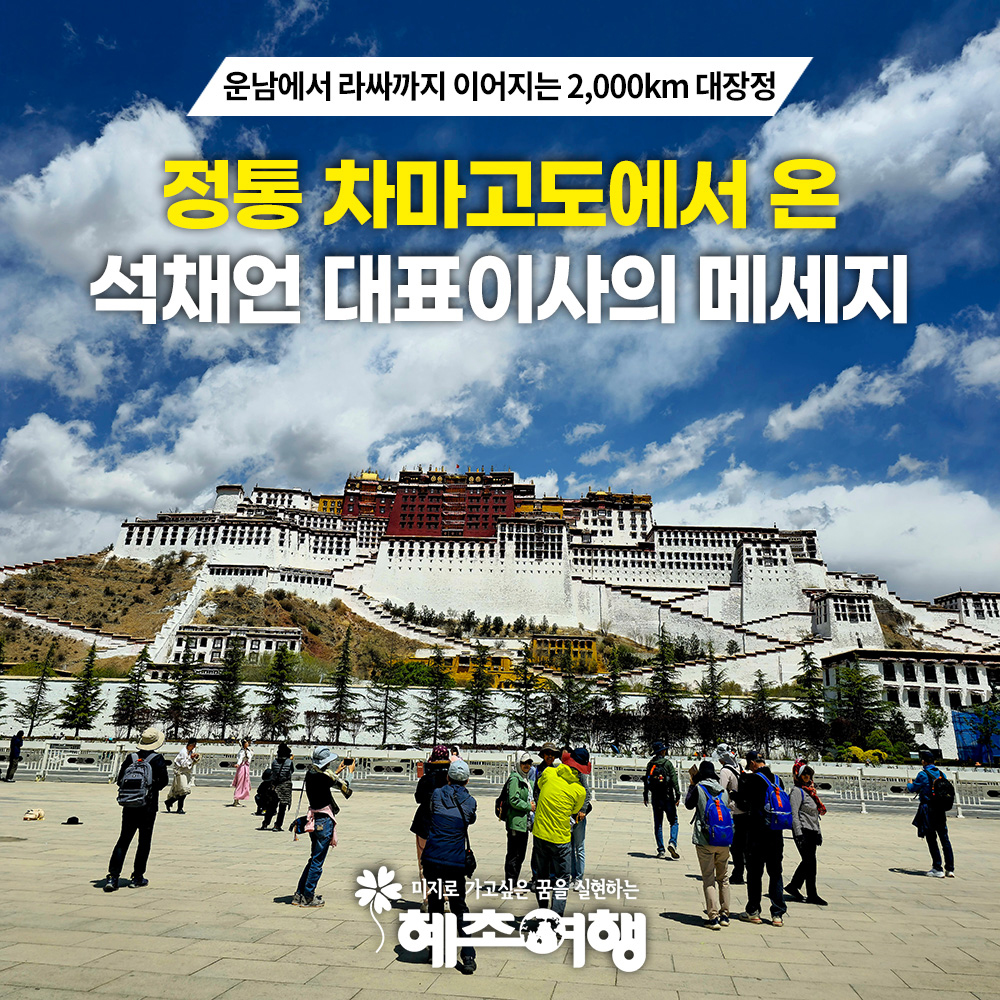 운남에서 라싸까지 이어지는 2,000km 대장정
정통 차마고도에서 온
석채언 대표이사의 메세지
미지로 가고싶은 꿈을 실현하는
혜초여행